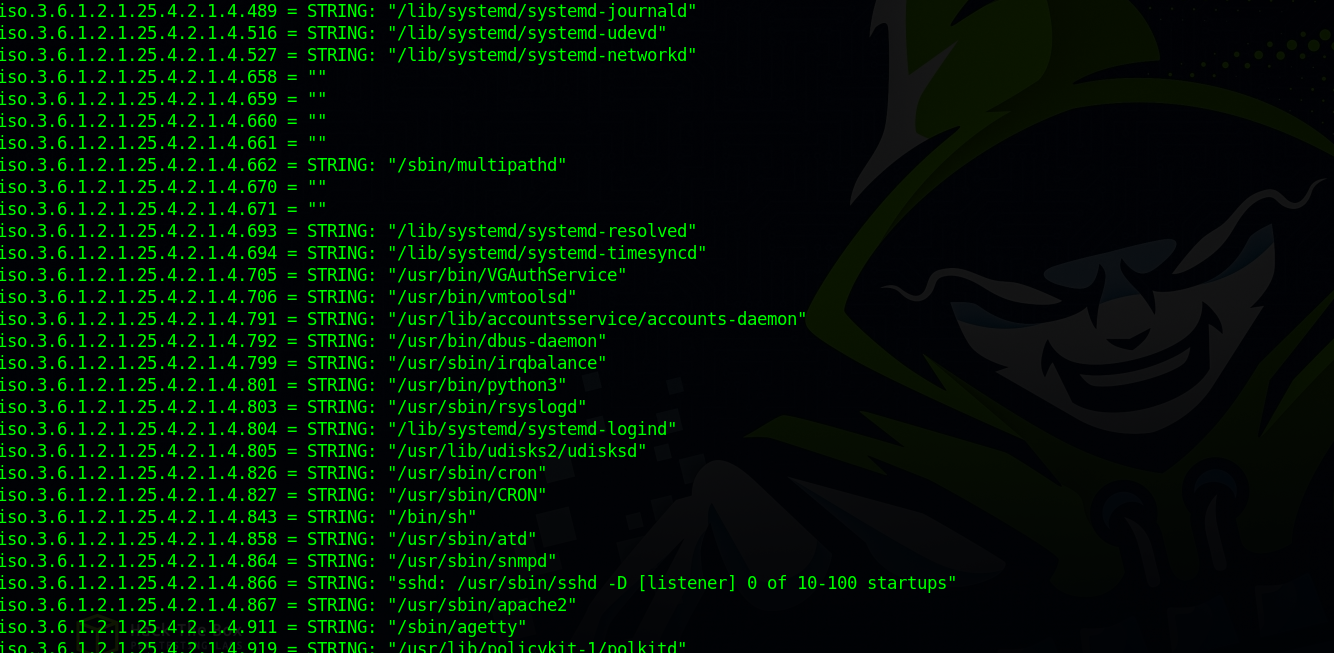 iso.3.6.1.2.1.25.4.2.1.4.489 = STRING: "/lib/systemd/systemd-journald"
iso.3.6.1.2.1.25.4.2.1.4.516 = STRING: "/lib/systemd/systemd-udevd"
iso.3.6.1.2.1.25.4.2.1.4.527 = STRING: "/lib/systemd/systemd-networkd"
iso.3.6.1.2.1.25.4.2.1.4.658 = ""
iso.3.6.1.2.1.25.4.2.1.4.659 = ""
iso.3.6.1.2.1.25.4.2.1.4.660 = ""
iso.3.6.1.2.1.25.4.2.1.4.661 = ""
iso.3.6.1.2.1.25.4.2.1.4.662 = STRING: "/sbin/multipathd"
iso.3.6.1.2.1.25.4.2.1.4.670 = ""
iso.3.6.1.2.1.25.4.2.1.4.671 = ""
iso.3.6.1.2.1.25.4.2.1.4.693 = STRING: "/lib/systemd/systemd-resolved"
iso.3.6.1.2.1.25.4.2.1.4.694 = STRING: "/lib/systemd/systemd-timesyncd"
iso.3.6.1.2.1.25.4.2.1.4.705 = STRING: "/usr/bin/VGAuthService"
iso.3.6.1.2.1.25.4.2.1.4.706 = STRING: "/usr/bin/vmtoolsd"
iso.3.6.1.2.1.25.4.2.1.4.791 = STRING: "/usr/lib/accountsservice/accounts-daemon"
iso.3.6.1.2.1.25.4.2.1.4.792 = STRING: "/usr/bin/dbus-daemon"
iso.3.6.1.2.1.25.4.2.1.4.799 = STRING: "/usr/sbin/irqbalance"
iso.3.6.1.2.1.25.4.2.1.4.801 = STRING: "/usr/bin/python3"
iso.3.6.1.2.1.25.4.2.1.4.803 = STRING: "/usr/sbin/rsyslogd"
iso.3.6.1.2.1.25.4.2.1.4.804 = STRING: "/lib/systemd/systemd-logind"
iso.3.6.1.2.1.25.4.2.1.4.805 = STRING: "/usr/lib/udisks2/udisksd"
iso.3.6.1.2.1.25.4.2.1.4.826 = STRING: "/usr/sbin/cron"
iso.3.6.1.2.1.25.4.2.1.4.827 = STRING: "/usr/sbin/CRON"
iso.3.6.1.2.1.25.4.2.1.4.843 = STRING: "/bin/sh"
iso.3.6.1.2.1.25.4.2.1.4.858 = STRING: "/usr/sbin/atd"
iso.3.6.1.2.1.25.4.2.1.4.864 = STRING: "/usr/sbin/snmpd"
iso.3.6.1.2.1.25.4.2.1.4.866 = STRING: "sshd: /usr/sbin/sshd -D [listener] 0 of 10-100 startups"
iso.3.6.1.2.1.25.4.2.1.4.867 = STRING: "/usr/sbin/apache2"
iso.3.6.1.2.1.25.4.2.1.4.911 = STRING: "/sbin/agetty"
iso.3.6.1.2.1.25.4.2.1.4.919 = STRING: "/usr/lib/policykit-1/polkitd"